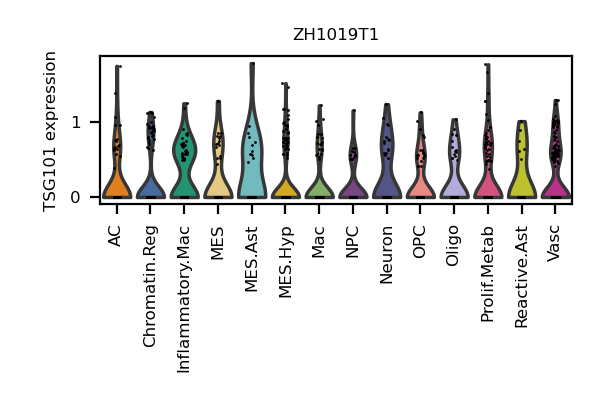 ZH1019T1
TSG101 expression
1
0
AC
Chromatin.Reg
Inflammatory.Mac
MES
MES.Ast
MES.Hyp
Mac
NPC
Neuron
OPC
Oligo
Prolif.Metab
Reactive.Ast
Vasc